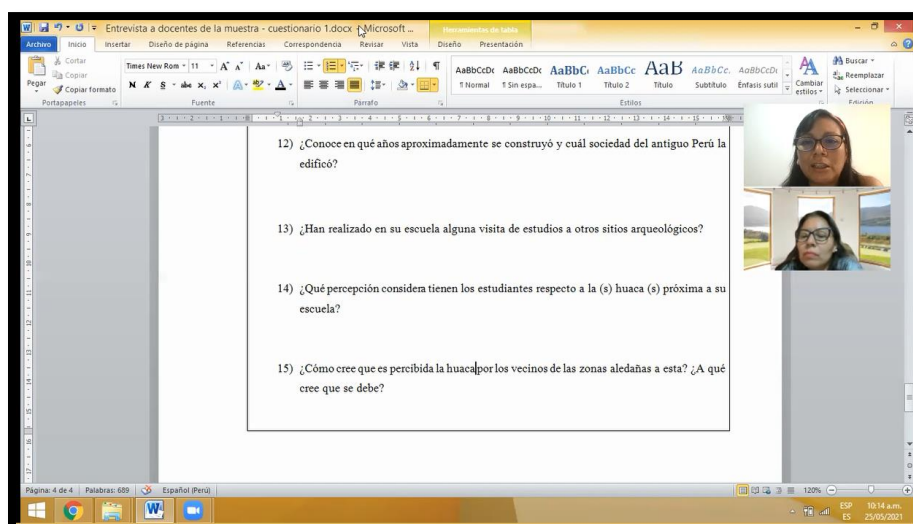 Entrevista a docentes de la muestra - cuestionario 1.docx - Microsoft ...
Herramientas de tabla
Archivo Inicio Insertar Diseño de página Referencias Correspondencia Revisar Vista Diseño Presentación
Pegar
Cortar
Copiar
Copiar formato
Portapapeles
Times New Rom 11
Fuente
Párrafo
AaBbCcDc AaBbCcDc AaBbCc AaBbCc AaB AaBbCc. AaBbCcDc
¶ Normal ¶ Sin espa... Título 1 Título 2 Título Subtítulo Énfasis sutil
Cambiar estilos
Estilos
Buscar
Reemplazar
Seleccionar
Edición
12) ¿Conoce en qué años aproximadamente se construyó y cuál sociedad del antiguo Perú la
edificó?
13) ¿Han realizado en su escuela alguna visita de estudios a otros sitios arqueológicos?
14) ¿Qué percepción considera tienen los estudiantes respecto a la (s) huaca (s) próxima a su
escuela?
15) ¿Cómo cree que es percibida la huaca por los vecinos de las zonas aledañas a esta? ¿A qué
cree que se debe?
Página: 4 de 4 Palabras: 689 Español (Perú) 120%
ESP 10:14 a.m.
ES 25/05/2021